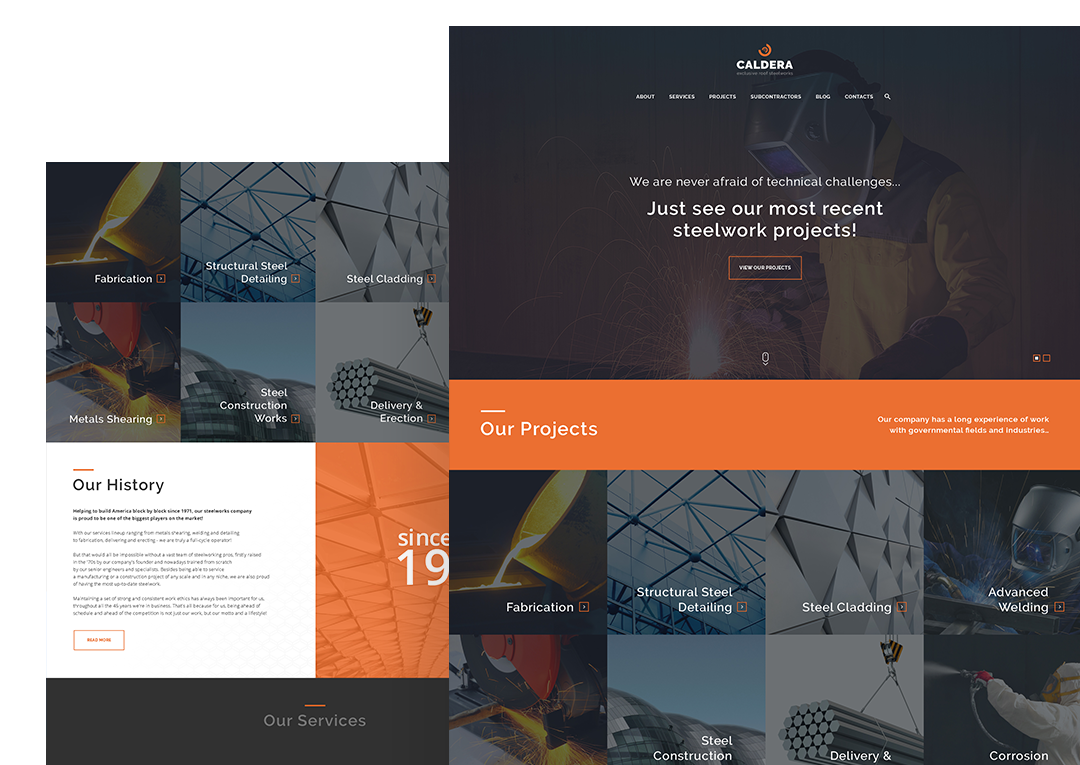 CALDERA
exclusive roof steelworks
ABOUT SERVICES PROJECTS SUBCONTRACTORS BLOG CONTACTS
We are never afraid of technical challenges...
Just see our most recent
steelwork projects!
VIEW OUR PROJECTS
Our Projects
Our company has a long experience of work
with governmental fields and industries...
Fabrication
Structural Steel
Detailing
Steel Cladding
Advanced
Welding
Steel
Construction
Delivery &
Corrosion
Fabrication
Structural Steel
Detailing
Steel Cladding
Metals Shearing
Steel
Construction
Works
Delivery &
Erection
Our History
Helping to build America block by block since 1971, our steelworks company
is proud to be one of the biggest players on the market!
With our services lineup ranging from metals shearing, welding and detailing
to fabrication, delivering and erecting - we are truly a full-cycle operator!
But that would all be impossible without a vast team of steelworking pros, firstly raised
in the '70s by our company's founder and nowadays trained from scratch
by our senior engineers and specialists. Besides being able to service
a manufacturing or a construction project of any scale and in any niche, we are also proud
of having the most up-to-date steelwork.
Maintaining a set of strong and consistent work ethics has always been important for us,
throughout all the 45 years we're in business. That's all because for us, being ahead of
schedule and ahead of the competition is not just our work, but our motto and a lifestyle!
READ MORE
since
19
Our Services